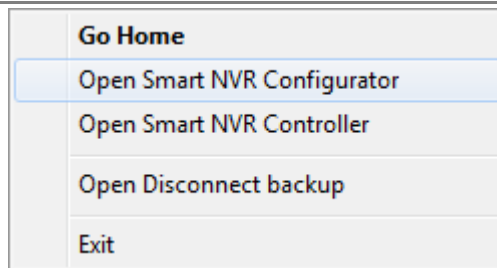 Go Home
Open Smart NVR Configurator
Open Smart NVR Controller
Open Disconnect backup
Exit